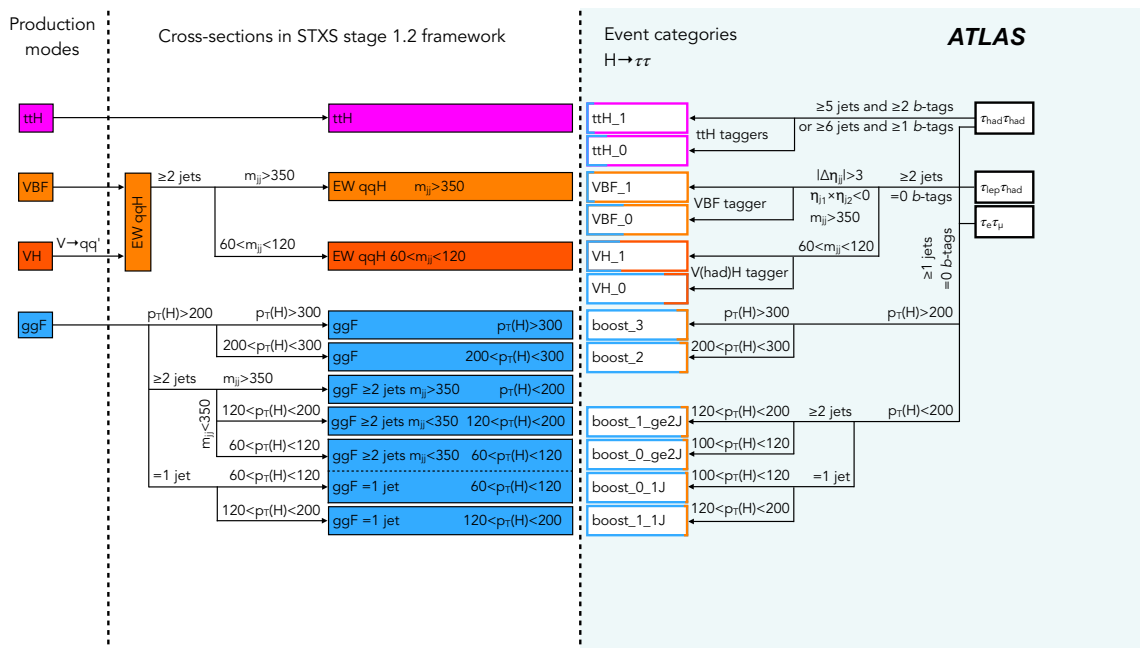 Production
modes
Cross-sections in STXS stage 1.2 framework
Event categories
H→ττ
ATLAS
ttH
ttH
ttH_1
ttH_0
ttH taggers
≥5 jets and ≥2 b-tags
or ≥6 jets and ≥1 b-tags
τhadτhad
VBF
EW qqH
≥2 jets
mjj>350
EW qqH mjj>350
VBF_1
VBF_0
VBF tagger
|Δηjj|>3
ηj1×ηj2<0
mjj>350
≥2 jets
=0 b-tags
τlepτhad
τeτμ
VH
V→qq'
60<mjj<120
EW qqH 60<mjj<120
VH_1
VH_0
V(had)H tagger
60<mjj<120
≥1 jets
=0 b-tags
ggF
pT(H)>200
pT(H)>300
ggF pT(H)>300
boost_3
pT(H)>300
pT(H)>200
200<pT(H)<300
ggF 200<pT(H)<300
boost_2
200<pT(H)<300
≥2 jets
mjj>350
ggF ≥2 jets mjj>350 pT(H)<200
mjj<350
120<pT(H)<200
ggF ≥2 jets mjj<350 120<pT(H)<200
boost_1_ge2J
120<pT(H)<200
≥2 jets
pT(H)<200
60<pT(H)<120
ggF ≥2 jets mjj<350 60<pT(H)<120
boost_0_ge2J
100<pT(H)<120
=1 jet
60<pT(H)<120
ggF =1 jet 60<pT(H)<120
boost_0_1J
100<pT(H)<120
=1 jet
120<pT(H)<200
ggF =1 jet 120<pT(H)<200
boost_1_1J
120<pT(H)<200